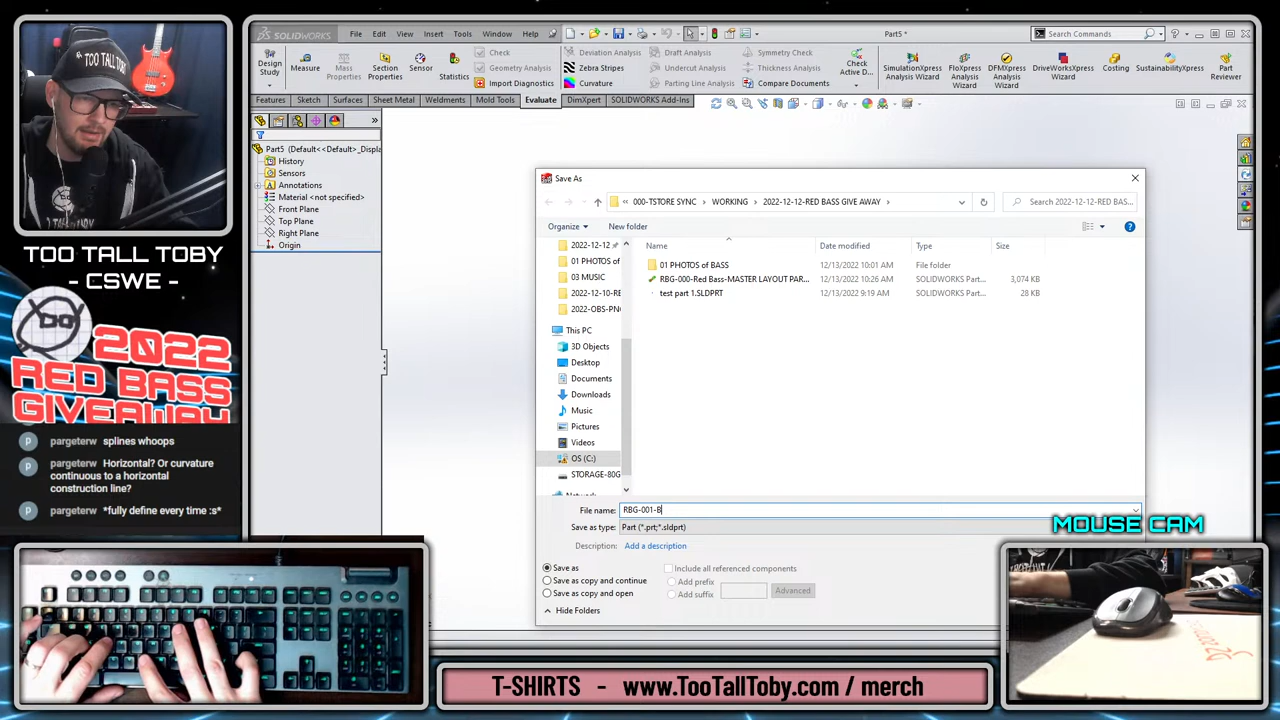 SOLIDWORKS File Edit View Insert Tools Window Help Part5 * Search Commands
Design Study Measure Mass Properties Section Properties Sensor Statistics
Check
Geometry Analysis
Import Diagnostics
Deviation Analysis
Zebra Stripes
Curvature
Draft Analysis
Undercut Analysis
Parting Line Analysis
Symmetry Check
Thickness Analysis
Compare Documents
Check Active D...
SimulationXpress Analysis Wizard
FloXpress Analysis Wizard
DFMXpress Analysis Wizard
DriveWorksXpress Wizard
Costing
SustainabilityXpress
Part Reviewer
Features Sketch Surfaces Sheet Metal Weldments Mold Tools Evaluate DimXpert SOLIDWORKS Add-Ins
Part5 (Default<<Default>_Displa
History
Sensors
Annotations
Material <not specified>
Front Plane
Top Plane
Right Plane
Origin
TOO TALL TOBY
TOO TALL TOBY
- CSWE -
2022
RED BASS
GIVEAWAY
pargeterw splines whoops
pargeterw Horizontal? Or curvature
continuous to a horizontal
construction line?
pargeterw *fully define every time :s*
Save As
« 000-TSTORE SYNC > WORKING > 2022-12-12-RED BASS GIVE AWAY >
Search 2022-12-12-RED BAS...
Organize New folder
Name Date modified Type Size
2022-12-12
01 PHOTOS of
03 MUSIC
2022-12-10-RE
2022-OBS-PNG
This PC
3D Objects
Desktop
Documents
Downloads
Music
Pictures
Videos
OS (C:)
STORAGE-80G
Network
01 PHOTOS of BASS 12/13/2022 10:01 AM File folder
RBG-000-Red Bass-MASTER LAYOUT PAR... 12/13/2022 10:26 AM SOLIDWORKS Part... 3,074 KB
test part 1.SLDPRT 12/13/2022 9:19 AM SOLIDWORKS Part... 28 KB
File name: RBG-001-B
Save as type: Part (*.prt;*.sldprt)
Description: Add a description
Save as
Save as copy and continue
Save as copy and open
Include all referenced components
Add prefix
Add suffix
Advanced
Hide Folders
MOUSE CAM
T-SHIRTS - www.TooTallToby.com / merch